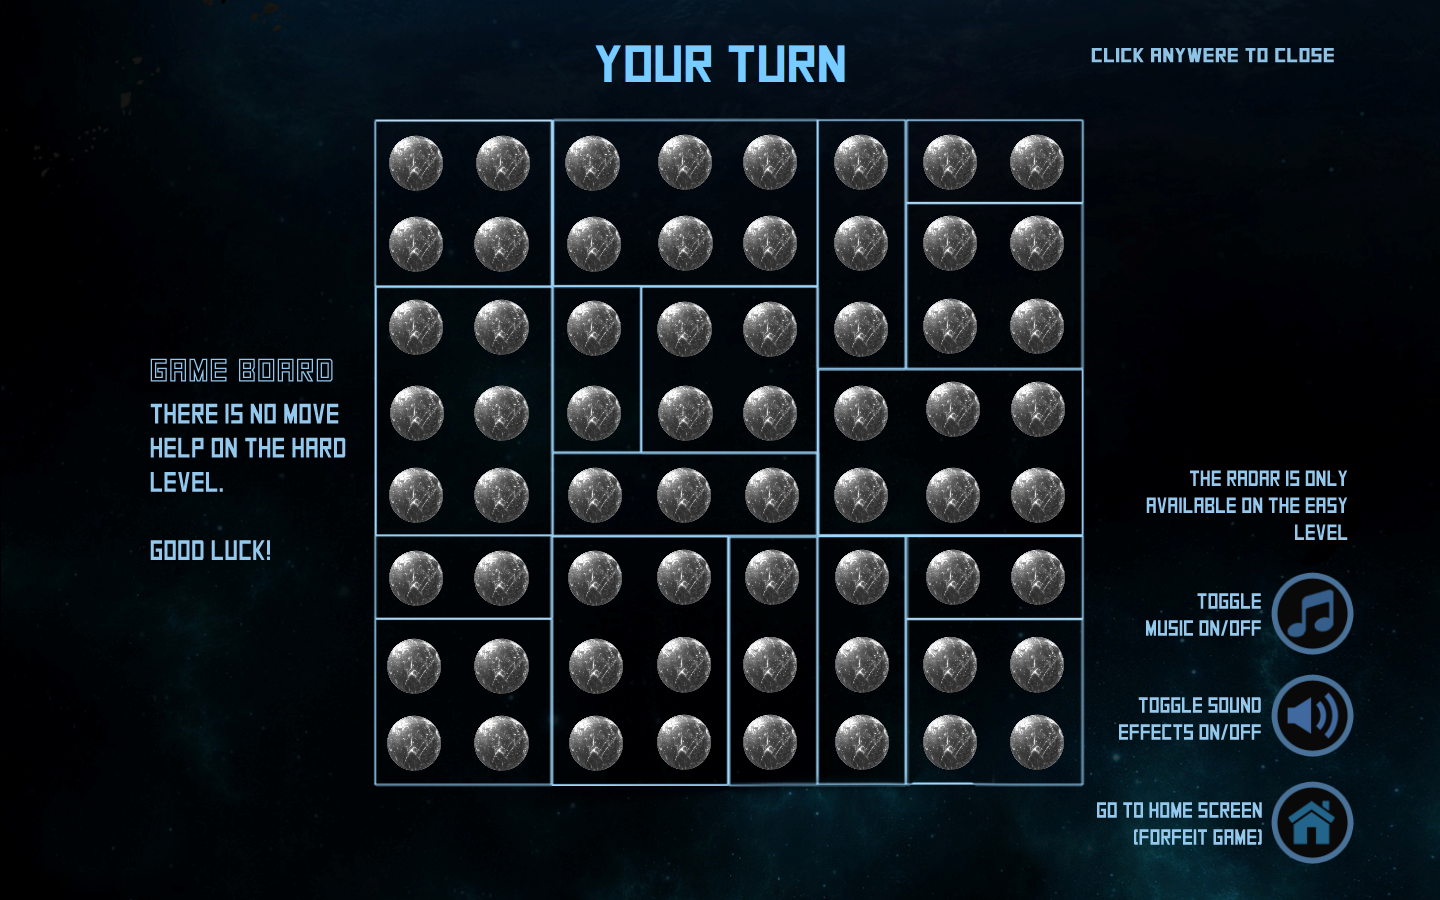 YOUR TURN
CLICK ANYWERE TO CLOSE
GAME BOARD
THERE IS NO MOVE
HELP ON THE HARD
LEVEL.
GOOD LUCK!
THE RADAR IS ONLY
AVAILABLE ON THE EASY
LEVEL
TOGGLE
MUSIC ON/OFF
TOGGLE SOUND
EFFECTS ON/OFF
GO TO HOME SCREEN
(FORFEIT GAME)